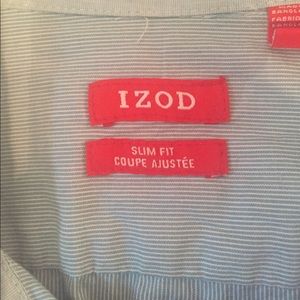 IZOD
SLIM FIT
COUPE AJUSTÉE